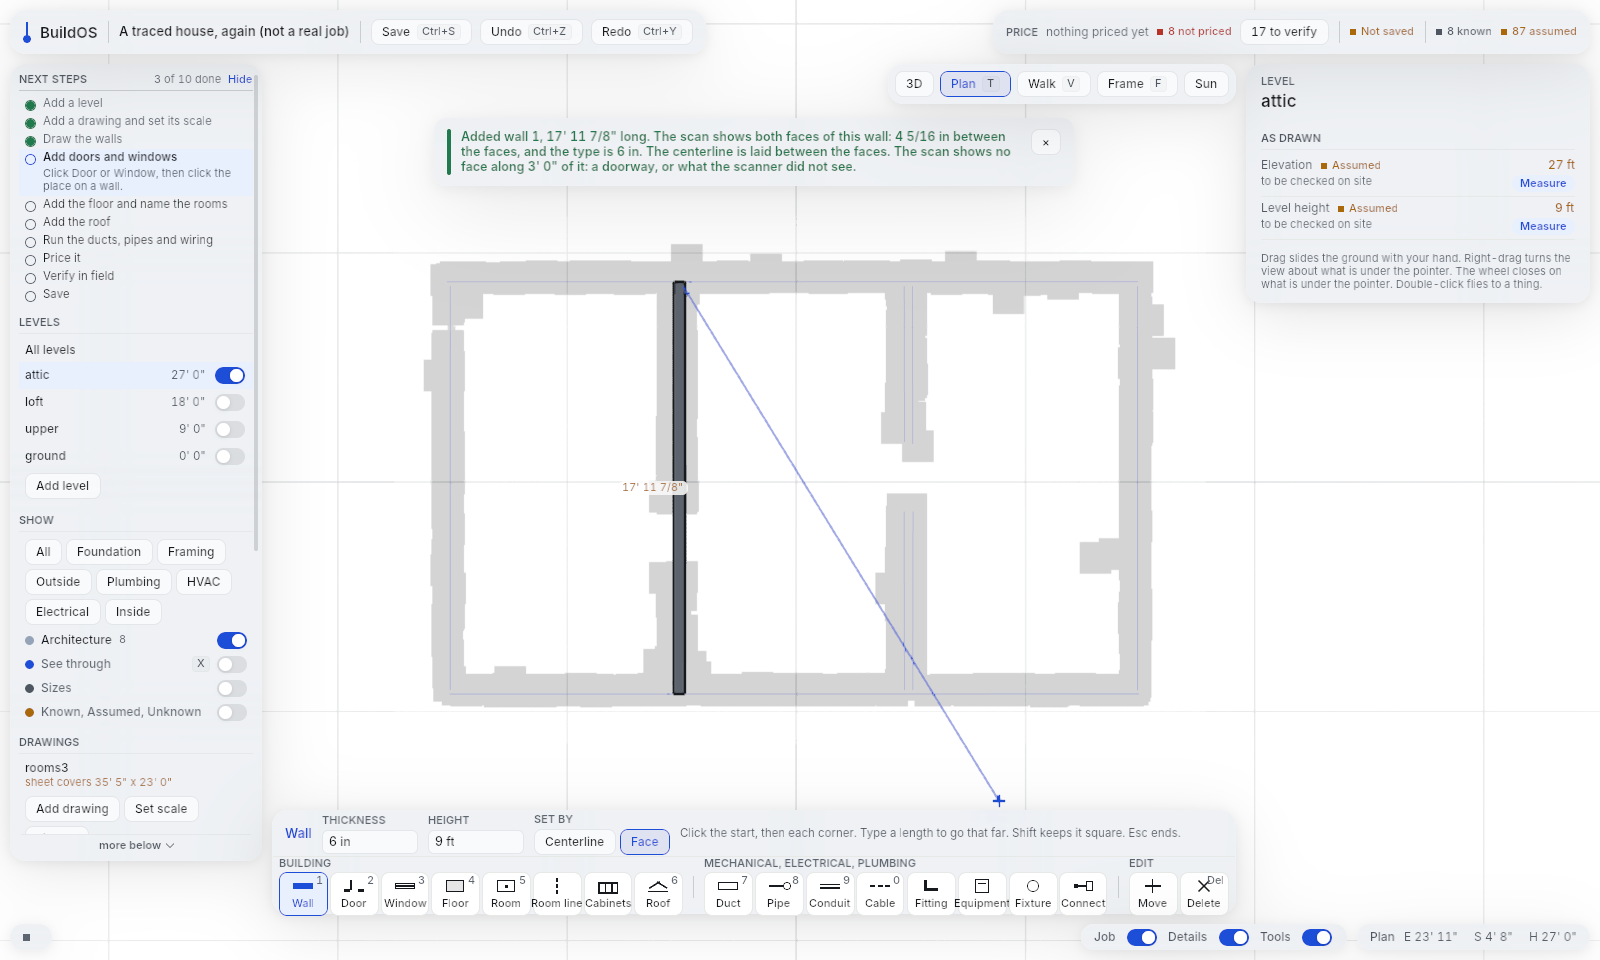 BuildOS
A traced house, again (not a real job)
Save Ctrl+S
Undo Ctrl+Z
Redo Ctrl+Y
PRICE nothing priced yet 8 not priced 17 to verify Not saved 8 known 87 assumed
3D
Plan T
Walk V
Frame F
Sun
NEXT STEPS 3 of 10 done Hide
Add a level
Add a drawing and set its scale
Draw the walls
Add doors and windows
Click Door or Window, then click the
place on a wall.
Add the floor and name the rooms
Add the roof
Run the ducts, pipes and wiring
Price it
Verify in field
Save
LEVELS
All levels
attic 27' 0"
loft 18' 0"
upper 9' 0"
ground 0' 0"
Add level
SHOW
All Foundation Framing
Outside Plumbing HVAC
Electrical Inside
Architecture 8
See through X
Sizes
Known, Assumed, Unknown
DRAWINGS
rooms3
sheet covers 35' 5" x 23' 0"
Add drawing Set scale
more below
Added wall 1, 17' 11 7/8" long. The scan shows both faces of this wall: 4 5/16 in between
the faces, and the type is 6 in. The centerline is laid between the faces. The scan shows no
face along 3' 0" of it: a doorway, or what the scanner did not see.
×
17' 11 7/8"
LEVEL
attic
AS DRAWN
Elevation Assumed 27 ft
to be checked on site Measure
Level height Assumed 9 ft
to be checked on site Measure
Drag slides the ground with your hand. Right-drag turns the
view about what is under the pointer. The wheel closes on
what is under the pointer. Double-click flies to a thing.
Wall
THICKNESS
6 in
HEIGHT
9 ft
SET BY
Centerline Face
Click the start, then each corner. Type a length to go that far. Shift keeps it square. Esc ends.
BUILDING
1 Wall
2 Door
3 Window
4 Floor
5 Room
Room line
Cabinets
6 Roof
MECHANICAL, ELECTRICAL, PLUMBING
7 Duct
8 Pipe
9 Conduit
0 Cable
Fitting
Equipment
Fixture
Connect
EDIT
Move
Del Delete
Job Details Tools
Plan E 23' 11" S 4' 8" H 27' 0"